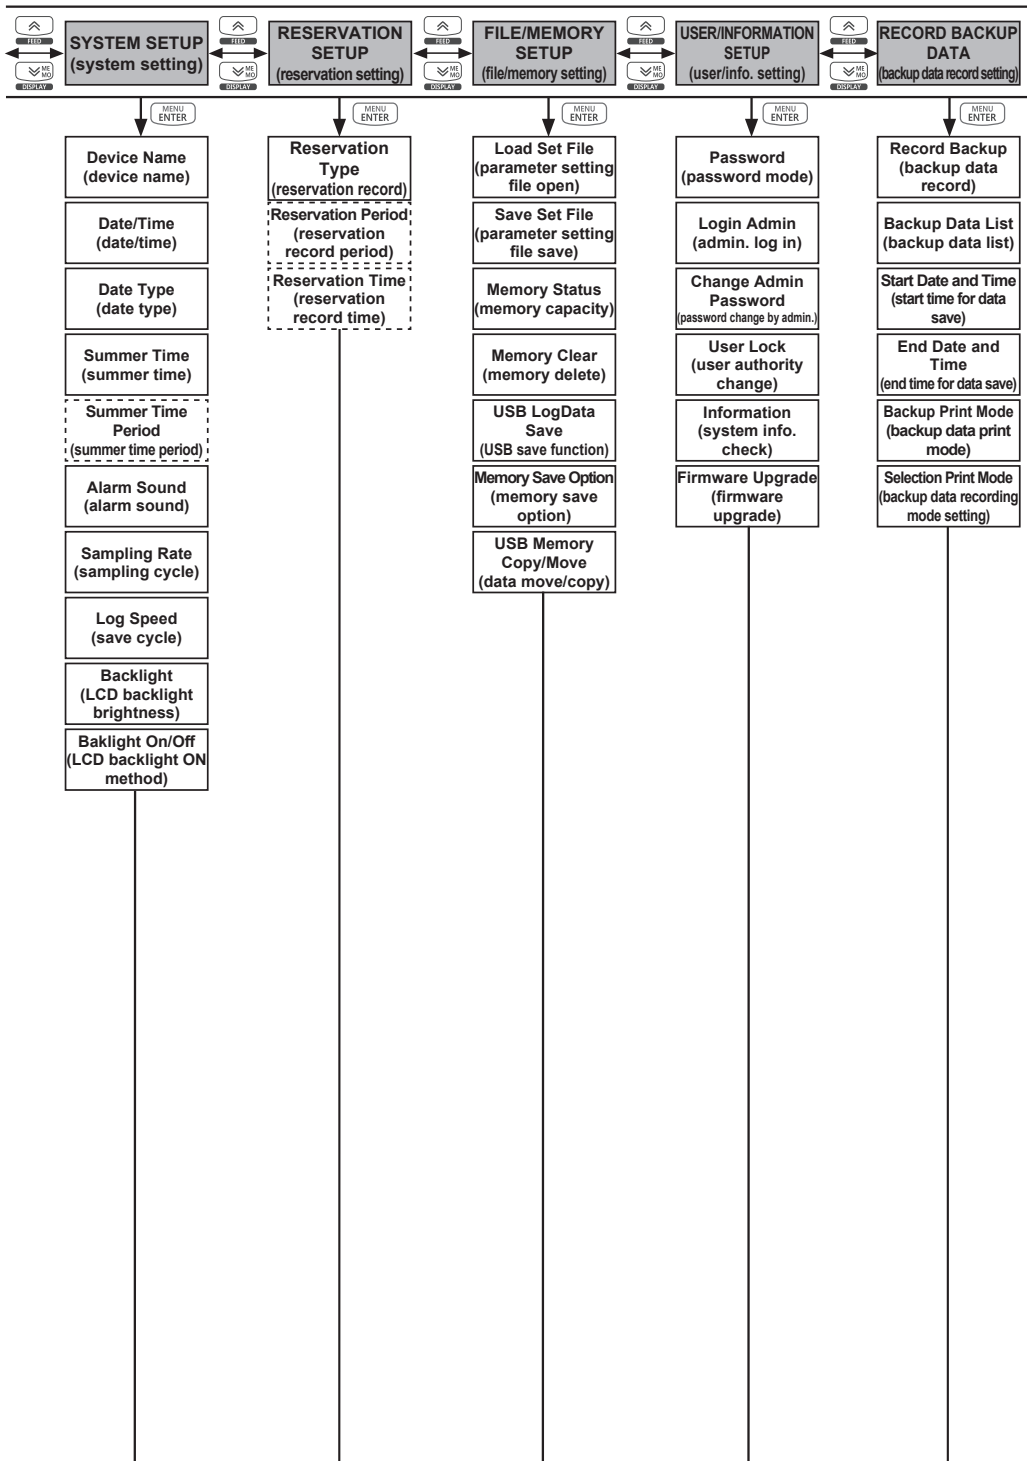 FEED
ME
MO
DISPLAY
SYSTEM SETUP
(system setting)
FEED
ME
MO
DISPLAY
RESERVATION
SETUP
(reservation setting)
FEED
ME
MO
DISPLAY
FILE/MEMORY
SETUP
(file/memory setting)
FEED
ME
MO
DISPLAY
USER/INFORMATION
SETUP
(user/info. setting)
FEED
ME
MO
DISPLAY
RECORD BACKUP
DATA
(backup data record setting)
MENU
ENTER
Device Name
(device name)
Date/Time
(date/time)
Date Type
(date type)
Summer Time
(summer time)
Summer Time
Period
(summer time period)
Alarm Sound
(alarm sound)
Sampling Rate
(sampling cycle)
Log Speed
(save cycle)
Backlight
(LCD backlight
brightness)
Baklight On/Off
(LCD backlight ON
method)
MENU
ENTER
Reservation
Type
(reservation record)
Reservation Period
(reservation
record period)
Reservation Time
(reservation
record time)
MENU
ENTER
Load Set File
(parameter setting
file open)
Save Set File
(parameter setting
file save)
Memory Status
(memory capacity)
Memory Clear
(memory delete)
USB LogData
Save
(USB save function)
Memory Save Option
(memory save
option)
USB Memory
Copy/Move
(data move/copy)
MENU
ENTER
Password
(password mode)
Login Admin
(admin. log in)
Change Admin
Password
(password change by admin.)
User Lock
(user authority
change)
Information
(system info.
check)
Firmware Upgrade
(firmware
upgrade)
MENU
ENTER
Record Backup
(backup data
record)
Backup Data List
(backup data list)
Start Date and Time
(start time for data
save)
End Date and
Time
(end time for data save)
Backup Print Mode
(backup data print
mode)
Selection Print Mode
(backup data recording
mode setting)